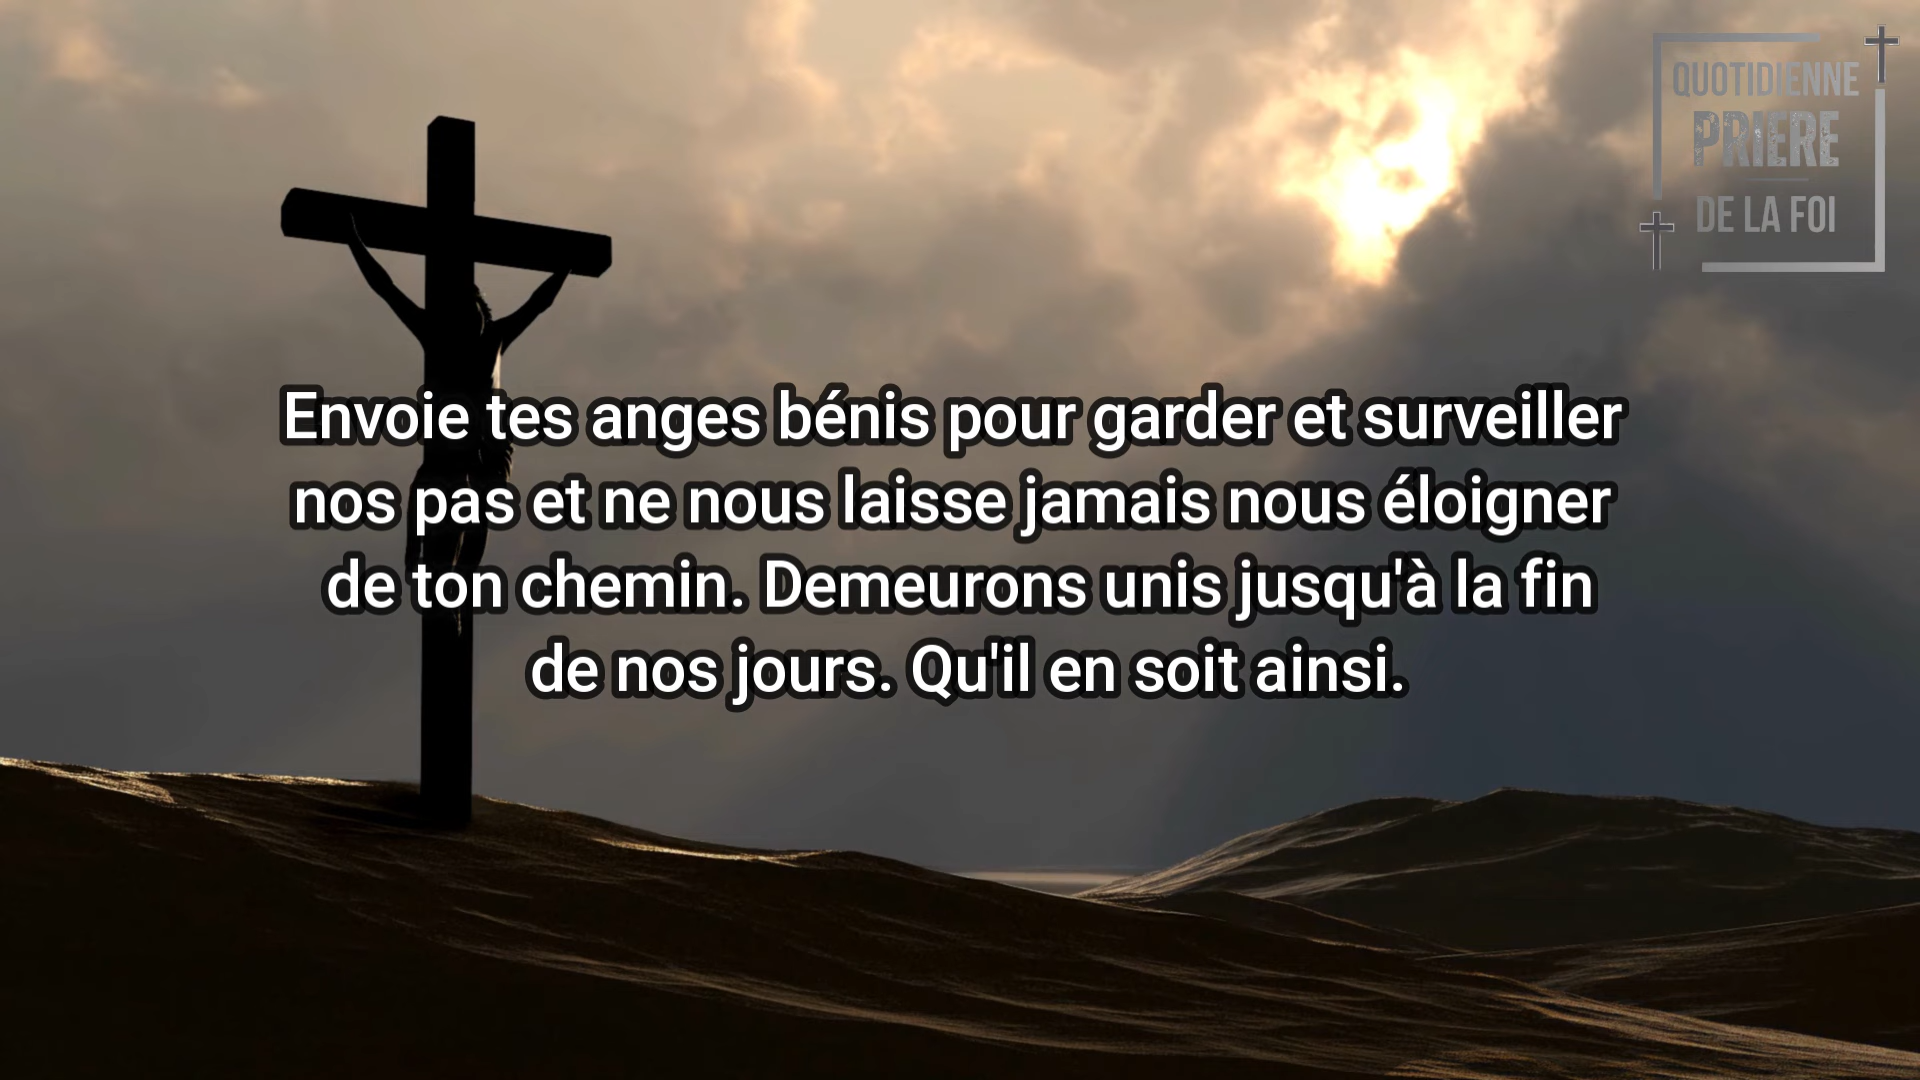 QUOTIDIENNE
PRIERE
DE LA FOI
Envoie tes anges bénis pour garder et surveiller
nos pas et ne nous laisse jamais nous éloigner
de ton chemin. Demeurons unis jusqu'à la fin
de nos jours. Qu'il en soit ainsi.